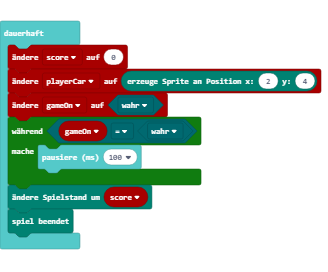 dauerhaft
ändere score auf 0
ändere playerCar auf erzeuge Sprite an Position x: 2 y: 4
ändere gameOn auf wahr
während gameOn = wahr
mache
pausiere (ms) 100
ändere Spielstand um score
spiel beendet